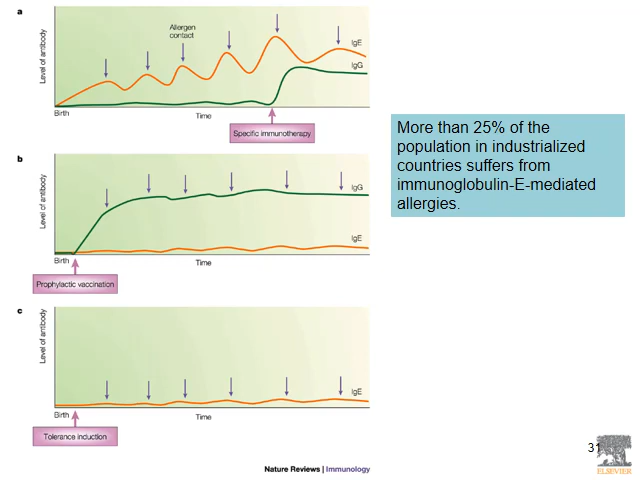 a
Level of antibody
Allergen
contact
IgE
IgG
Birth
Time
Specific immunotherapy
More than 25% of the
population in industrialized
countries suffers from
immunoglobulin-E-mediated
allergies.
b
Level of antibody
IgG
IgE
Birth
Time
Prophylactic vaccination
c
Level of antibody
IgE
Birth
Time
Tolerance induction
Nature Reviews | Immunology
31
ELSEVIER